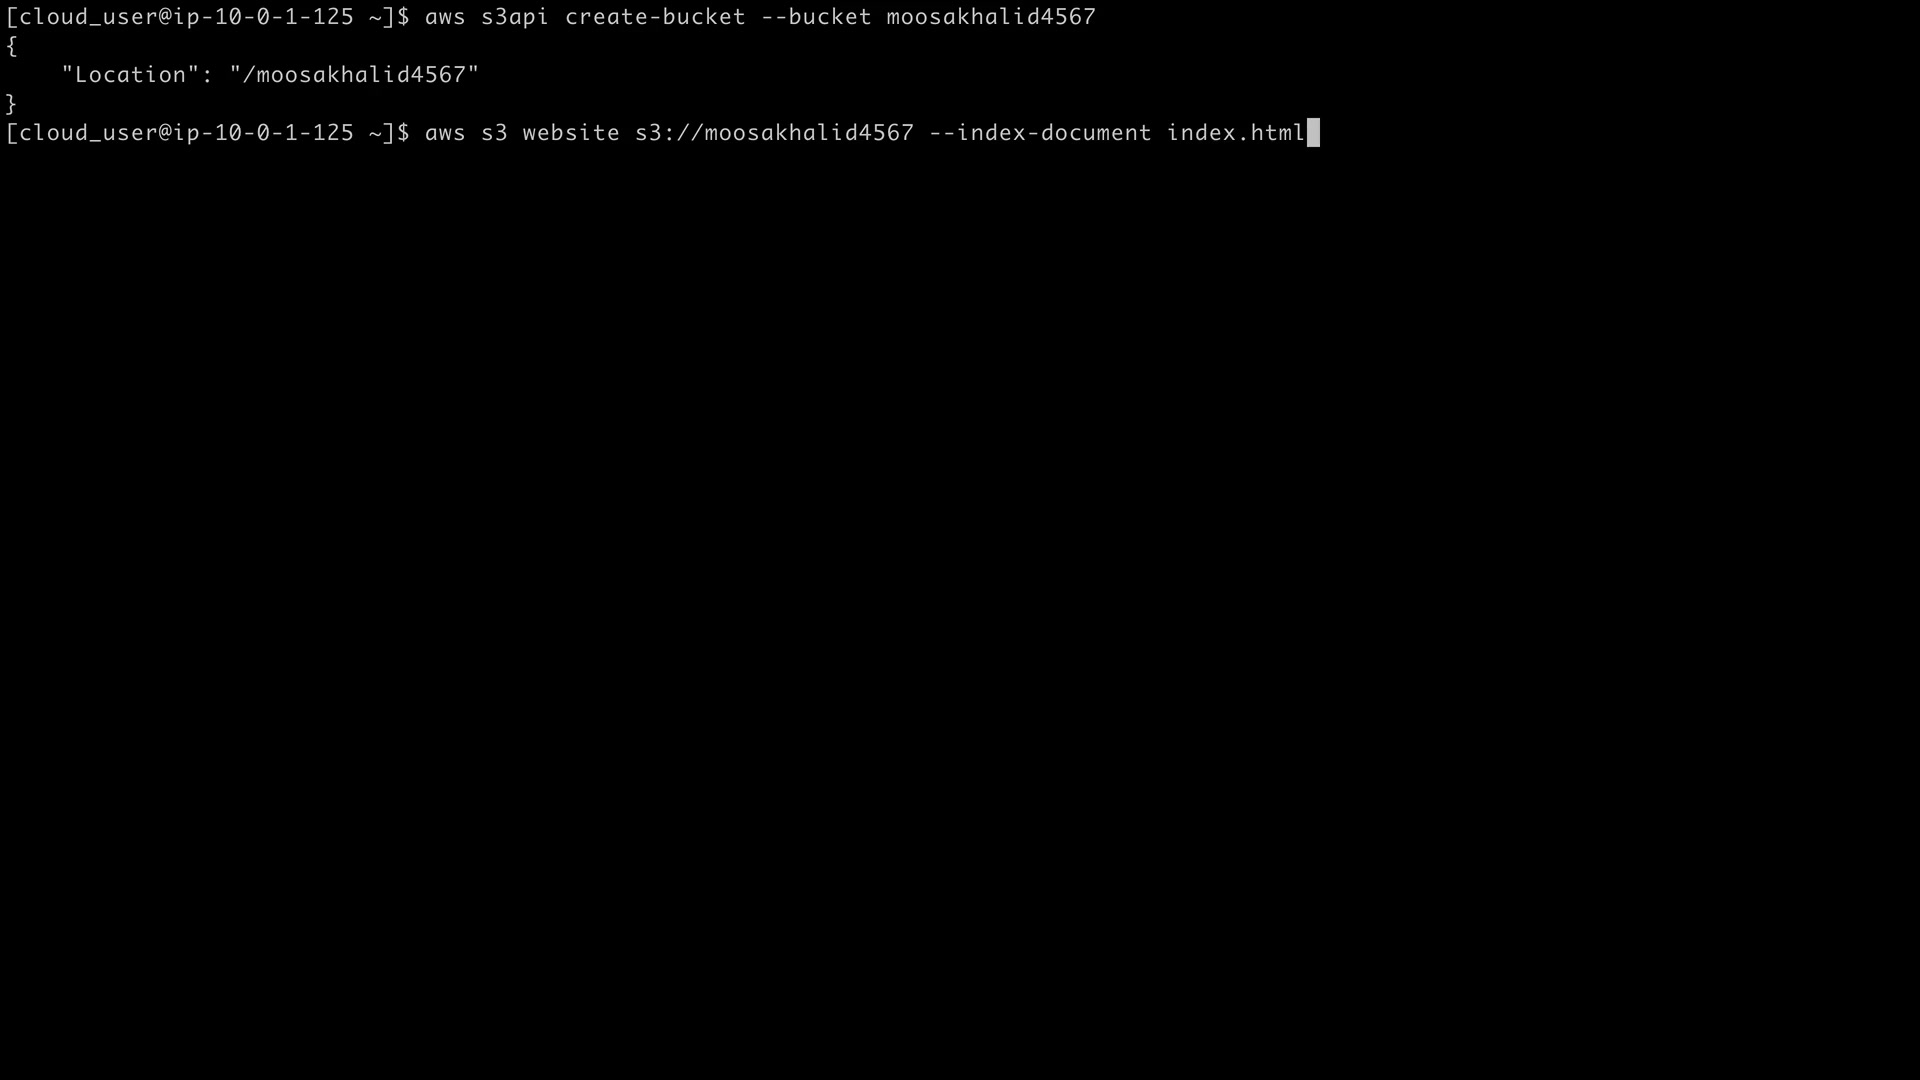 [cloud_user@ip-10-0-1-125 ~]$ aws s3api create-bucket --bucket moosakhalid4567
{
    "Location": "/moosakhalid4567"
}
[cloud_user@ip-10-0-1-125 ~]$ aws s3 website s3://moosakhalid4567 --index-document index.html